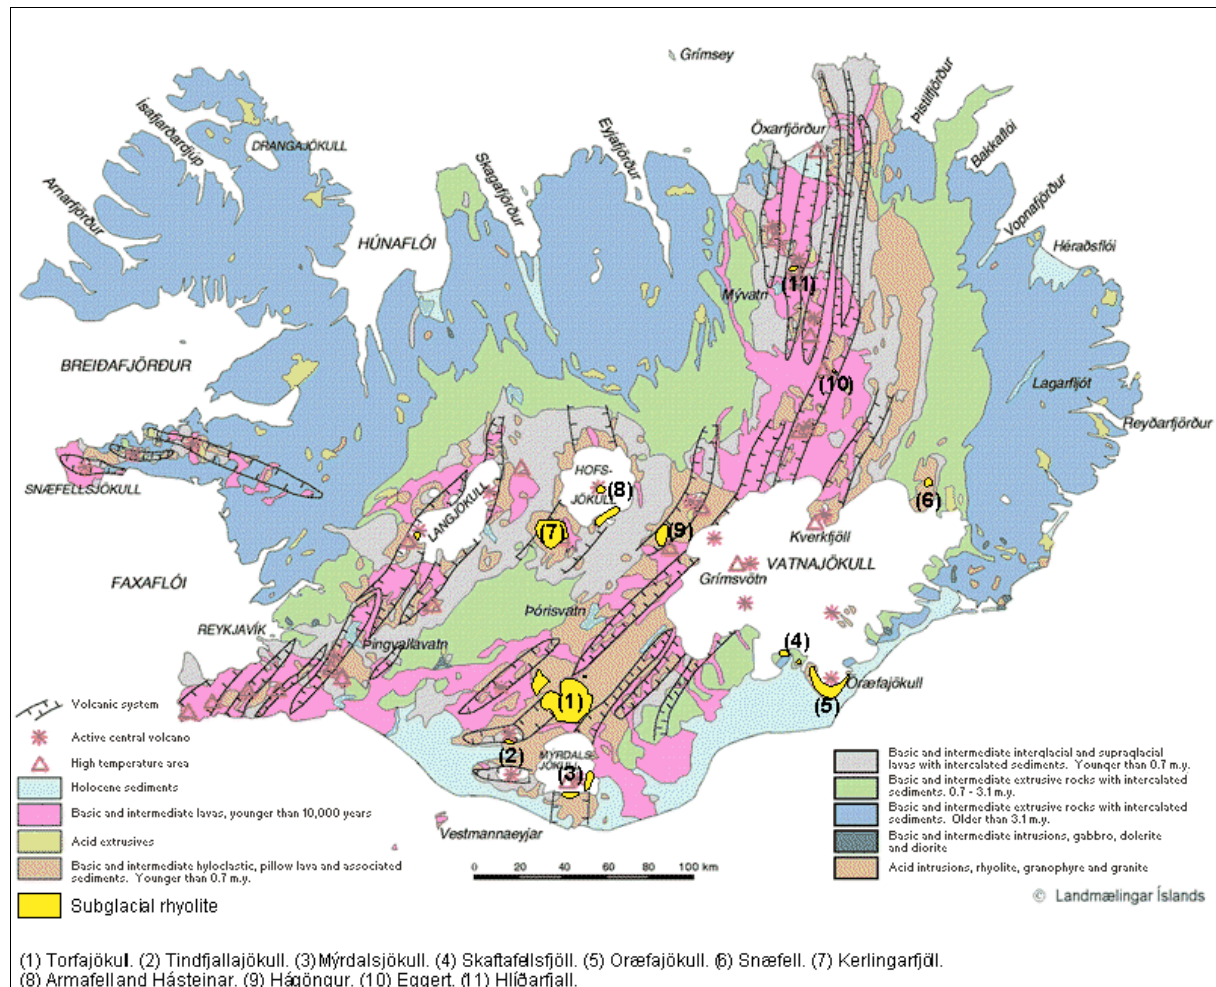 Grímsey
Ísafjarðardjúp
DRANGAJÖKULL
Arnarfjörður
Skagafjörður
Eyjafjörður
Öxarfjörður
Þistilfjörður
Bakkaflói
Vopnafjörður
Héraðsflói
HÚNAFLÓI
Mývatn
(11)
BREIÐAFJÖRÐUR
(10)
Lagarfljót
Reyðarfjörður
SNÆFELLSJÖKULL
LANGJÖKULL
HOFS-
JÖKULL
(8)
(7)
(9)
(6)
Kverkfjöll
VATNAJÖKULL
Grímsvötn
FAXAFLÓI
Þórisvatn
REYKJAVÍK
Þingvallavatn
(4)
Öræfajökull
(5)
(1)
(2)
MÝRDALS-
JÖKULL
(3)
Vestmannaeyjar
Volcanic system
Active central volcano
High temperature area
Holocene sediments
Basic and intermediate lavas, younger than 10,000 years
Acid extrusives
Basic and intermediate hyloclastic, pillow lava and associated
sediments. Younger than 0.7 m.y.
Subglacial rhyolite
0 20 40 60 80 100 km
Basic and intermediate interglacial and supraglacial
lavas with intercalated sediments. Younger than 0.7 m.y.
Basic and intermediate extrusive rocks with intercalated
sediments. 0.7 - 3.1 m.y.
Basic and intermediate extrusive rocks with intercalated
sediments. Older than 3.1 m.y.
Basic and intermediate intrusions, gabbro, dolerite
and diorite
Acid intrusions, rhyolite, granophyre and granite
© Landmælingar Íslands
(1) Torfajökul. (2) Tindfjallajökull. (3) Mýrdalsjökull. (4) Skaftafellsfjöll. (5) Oræfajökull. (6) Snæfell. (7) Kerlingarfjöll.
(8) Armafell and Hásteinar. (9) Hágöngur. (10) Eggert. (11) Hlíðarfjall.